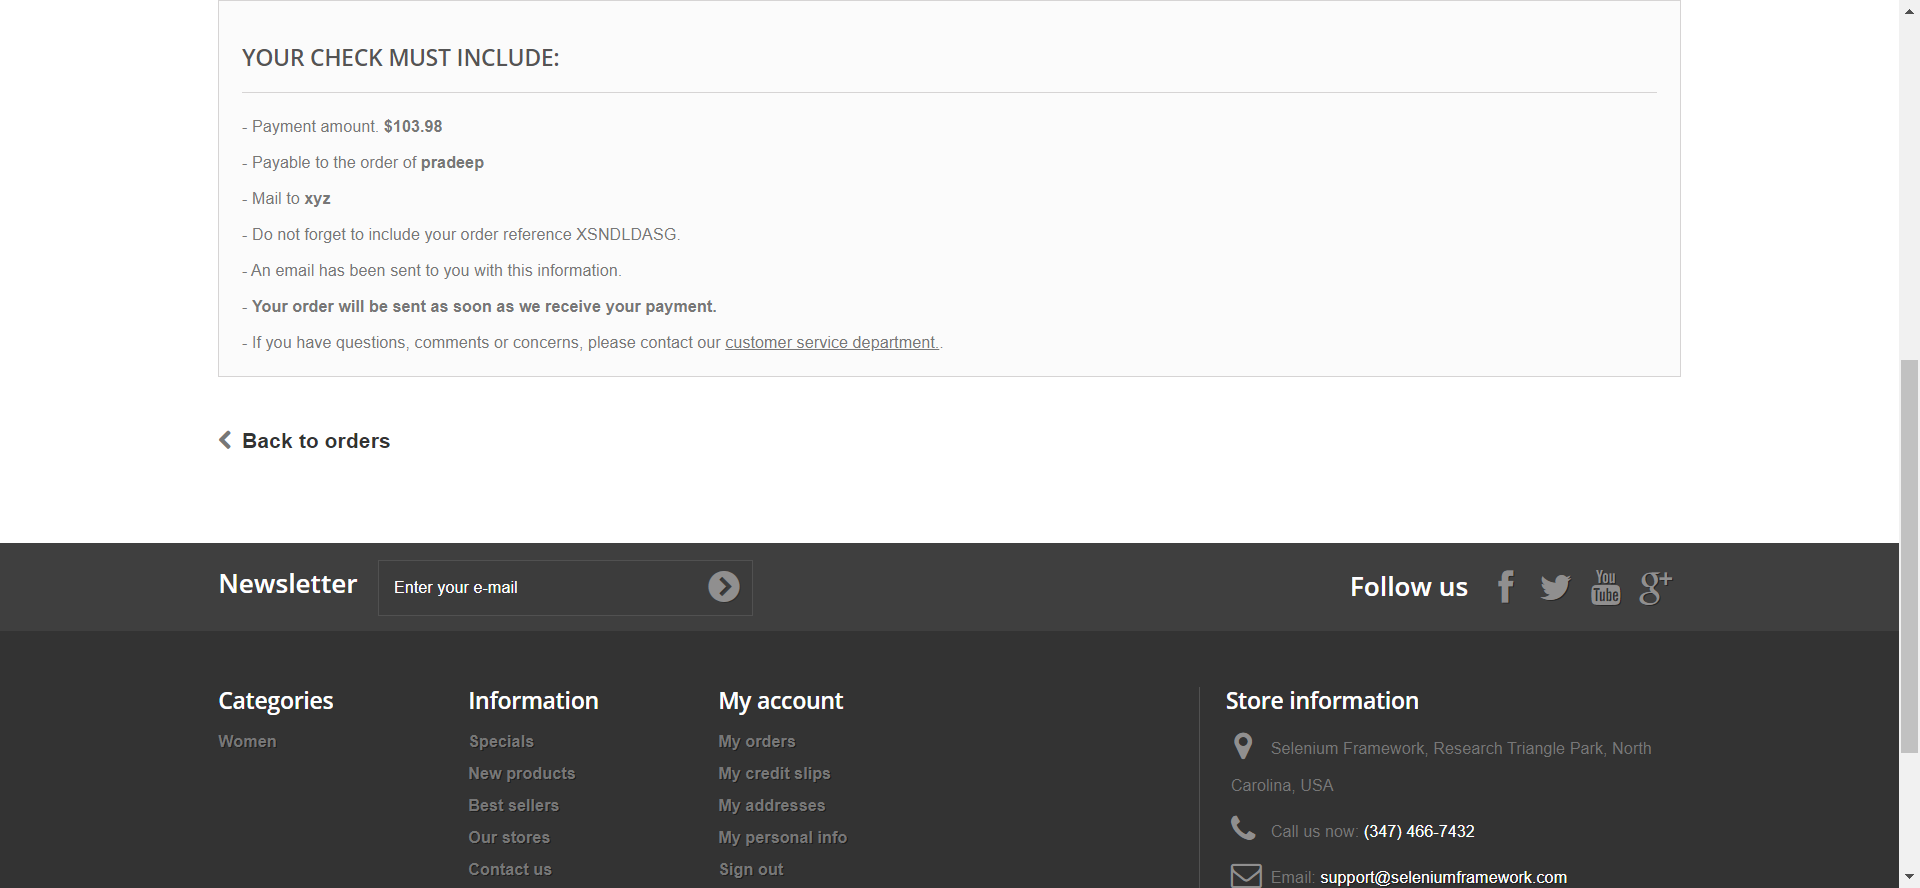 YOUR CHECK MUST INCLUDE:
- Payment amount. $103.98
- Payable to the order of pradeep
- Mail to xyz
- Do not forget to include your order reference XSNDLDASG.
- An email has been sent to you with this information.
- Your order will be sent as soon as we receive your payment.
- If you have questions, comments or concerns, please contact our customer service department..
Back to orders
Newsletter
Enter your e-mail
Follow us
You Tube
g+
Categories
Women
Information
Specials
New products
Best sellers
Our stores
Contact us
My account
My orders
My credit slips
My addresses
My personal info
Sign out
Store information
Selenium Framework, Research Triangle Park, North
Carolina, USA
Call us now: (347) 466-7432
Email: support@seleniumframework.com